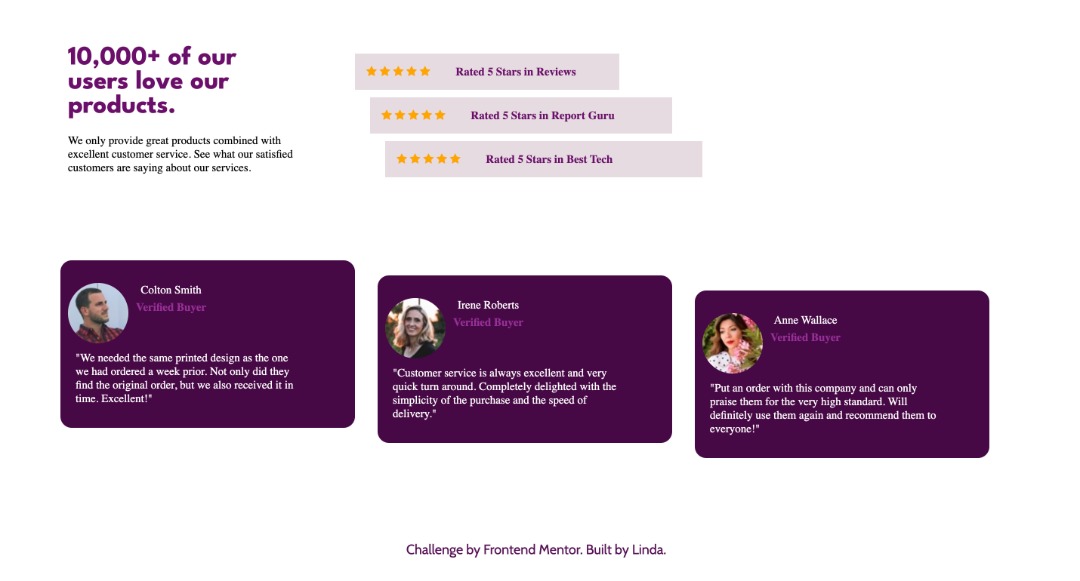 10,000+ of our
users love our
products.
We only provide great products combined with
excellent customer service. See what our satisfied
customers are saying about our services.
Rated 5 Stars in Reviews
Rated 5 Stars in Report Guru
Rated 5 Stars in Best Tech
Colton Smith
Verified Buyer
"We needed the same printed design as the one
we had ordered a week prior. Not only did they
find the original order, but we also received it in
time. Excellent!"
Irene Roberts
Verified Buyer
"Customer service is always excellent and very
quick turn around. Completely delighted with the
simplicity of the purchase and the speed of
delivery."
Anne Wallace
Verified Buyer
"Put an order with this company and can only
praise them for the very high standard. Will
definitely use them again and recommend them to
everyone!"
Challenge by Frontend Mentor. Built by Linda.